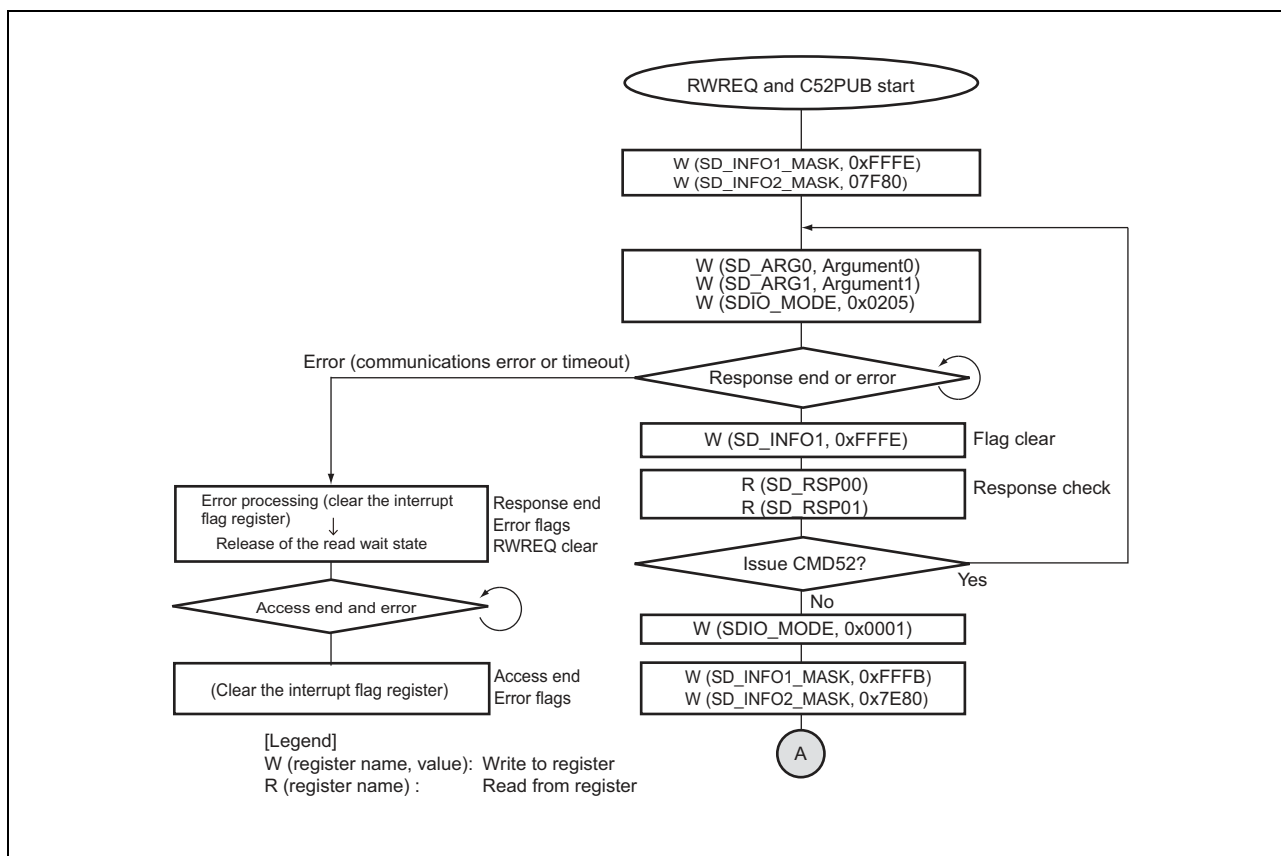 RWREQ and C52PUB start
W (SD_INFO1_MASK, 0xFFFE)
W (SD_INFO2_MASK, 07F80)
W (SD_ARG0, Argument0)
W (SD_ARG1, Argument1)
W (SDIO_MODE, 0x0205)
Error (communications error or timeout)
Response end or error
W (SD_INFO1, 0xFFFE)
Flag clear
R (SD_RSP00)
R (SD_RSP01)
Response check
Error processing (clear the interrupt
flag register)
↓
Release of the read wait state
Response end
Error flags
RWREQ clear
Issue CMD52?
Yes
No
Access end and error
W (SDIO_MODE, 0x0001)
(Clear the interrupt flag register)
Access end
Error flags
W (SD_INFO1_MASK, 0xFFFB)
W (SD_INFO2_MASK, 0x7E80)
A
[Legend]
W (register name, value): Write to register
R (register name) : Read from register